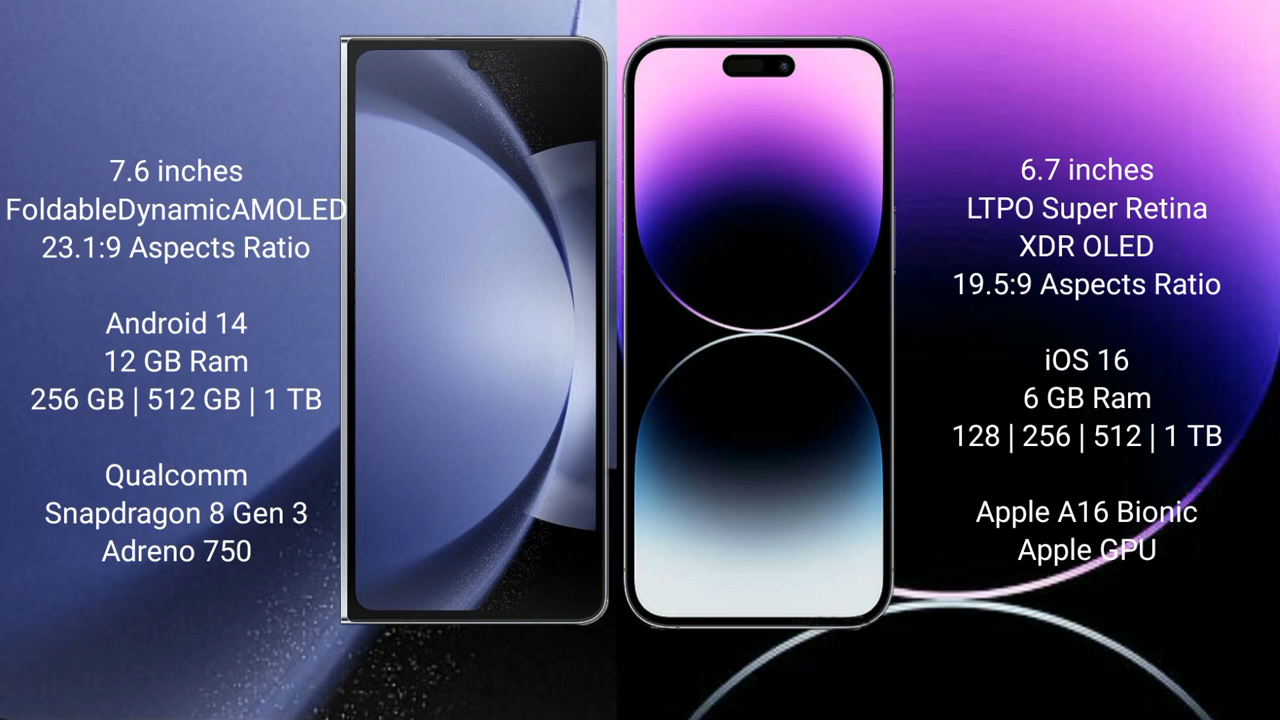 7.6 inches
FoldableDynamicAMOLED
23.1:9 Aspects Ratio
Android 14
12 GB Ram
256 GB | 512 GB | 1 TB
Qualcomm
Snapdragon 8 Gen 3
Adreno 750
6.7 inches
LTPO Super Retina
XDR OLED
19.5:9 Aspects Ratio
iOS 16
6 GB Ram
128 | 256 | 512 | 1 TB
Apple A16 Bionic
Apple GPU